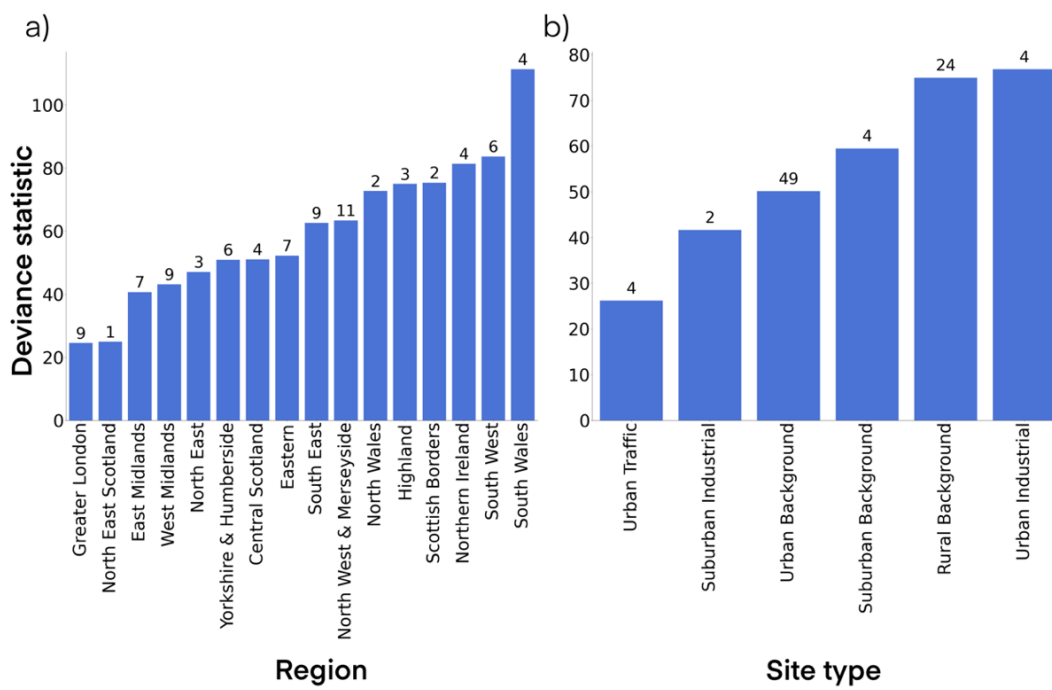 a)
Deviance statistic
100
80
60
40
20
0
9
1
7
9
3
6
4
7
9
11
2
3
2
4
6
4
Greater London
North East Scotland
East Midlands
West Midlands
North East
Yorkshire & Humberside
Central Scotland
Eastern
South East
North West & Merseyside
North Wales
Highland
Scottish Borders
Northern Ireland
South West
South Wales
Region
b)
80
70
60
50
40
30
20
10
0
4
2
49
4
24
4
Urban Traffic
Suburban Industrial
Urban Background
Suburban Background
Rural Background
Urban Industrial
Site type